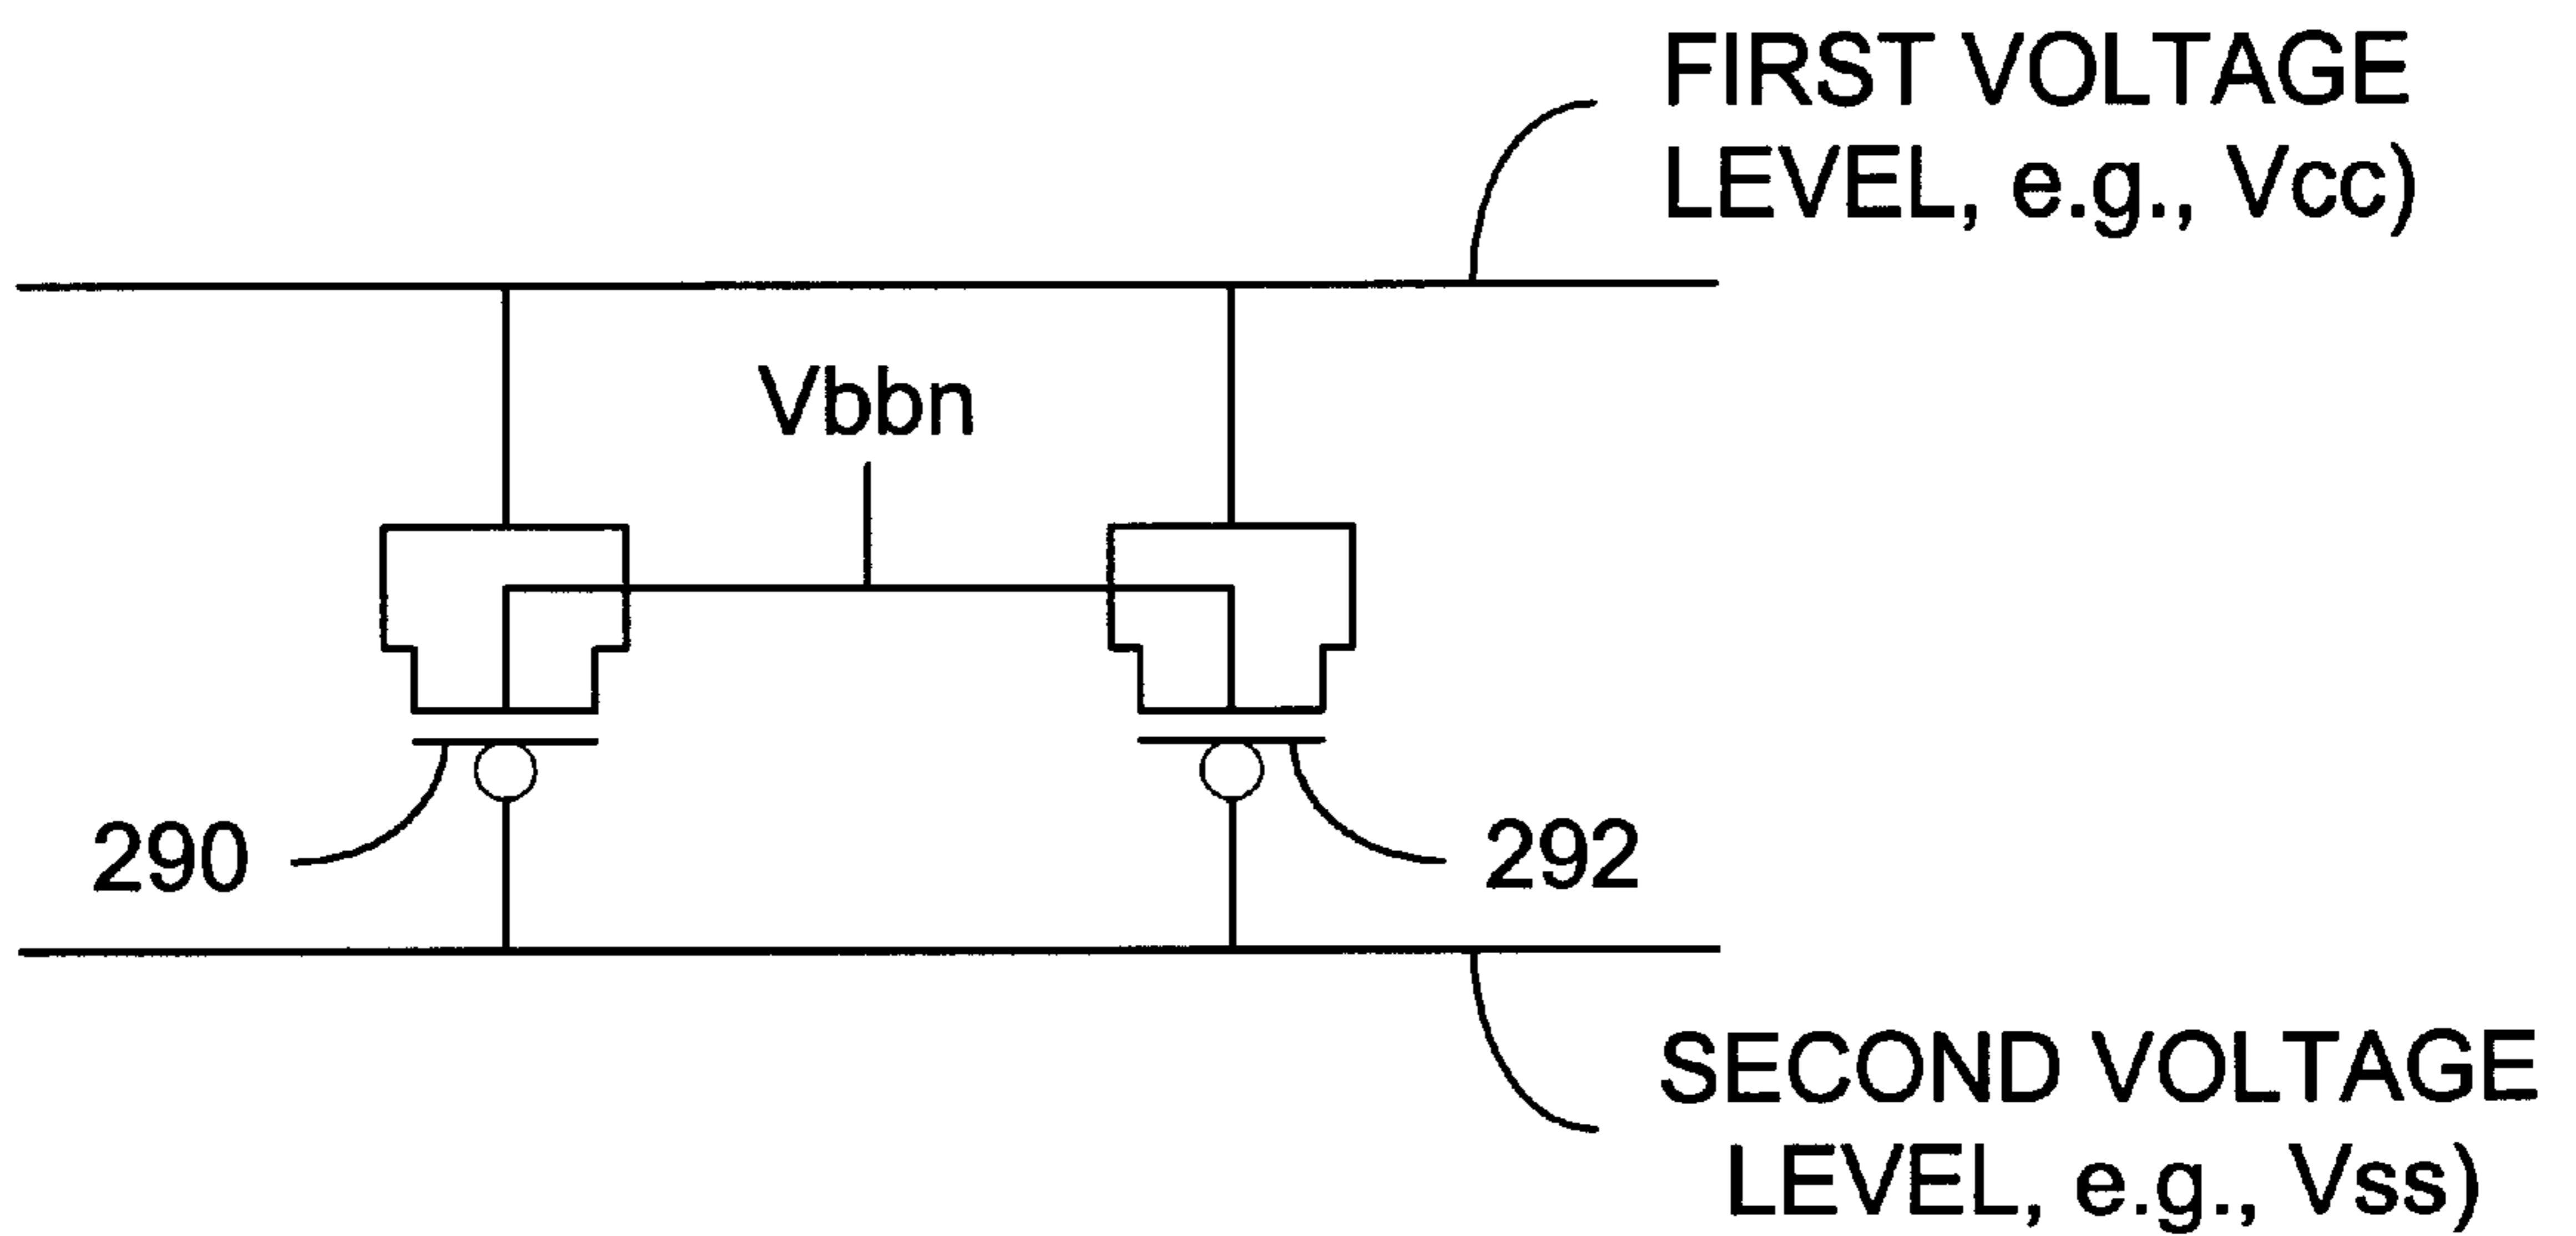 FIRST VOLTAGE
LEVEL, e.g., Vcc)
Vbbn
290
292
SECOND VOLTAGE
LEVEL, e.g., Vss)